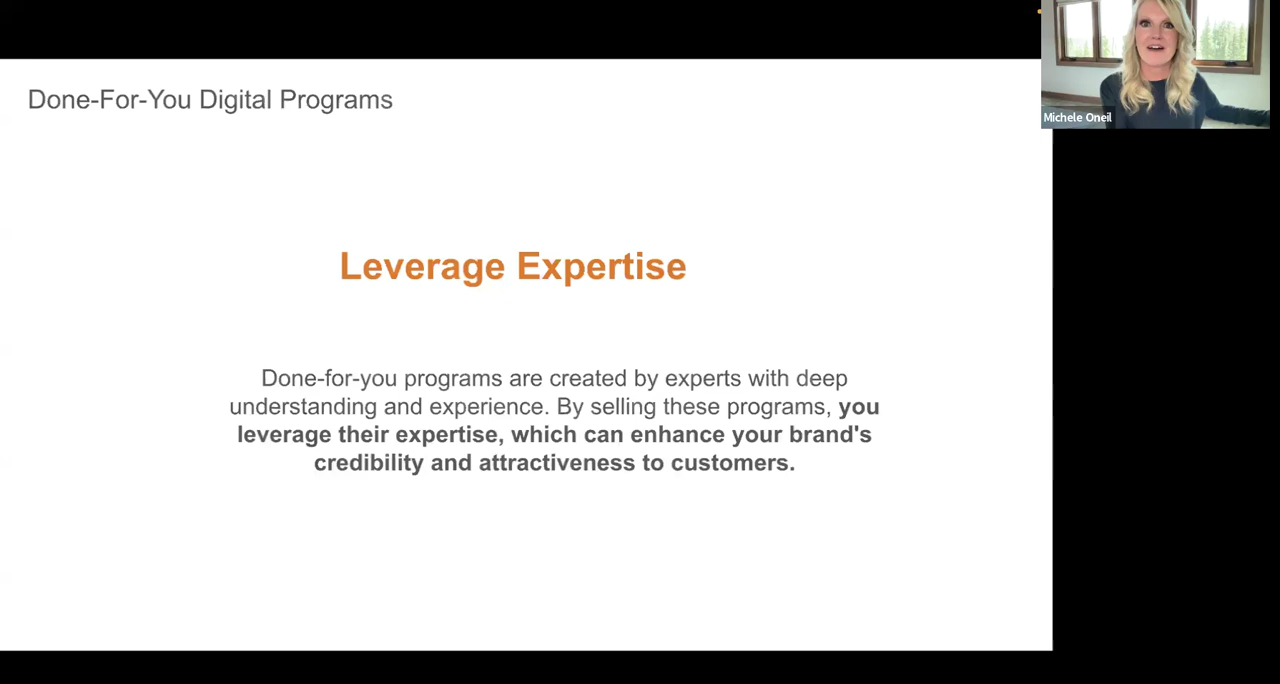 Done-For-You Digital Programs
Michele Oneil
Leverage Expertise
Done-for-you programs are created by experts with deep
understanding and experience. By selling these programs, you
leverage their expertise, which can enhance your brand's
credibility and attractiveness to customers.